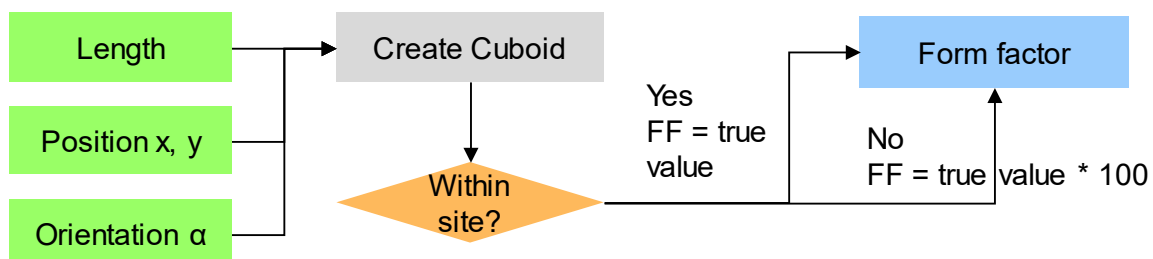 Length
Create Cuboid
Form factor
Position x, y
Orientation α
Within
site?
Yes
FF = true
value
No
FF = true value * 100